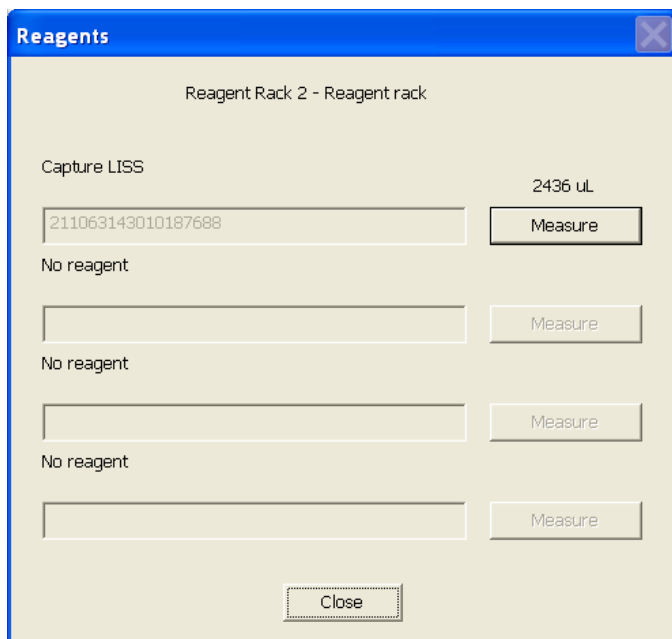 Reagents
Reagent Rack 2 - Reagent rack
Capture LISS
2436 uL
211063143010187688
Measure
No reagent
Measure
No reagent
Measure
No reagent
Measure
Close